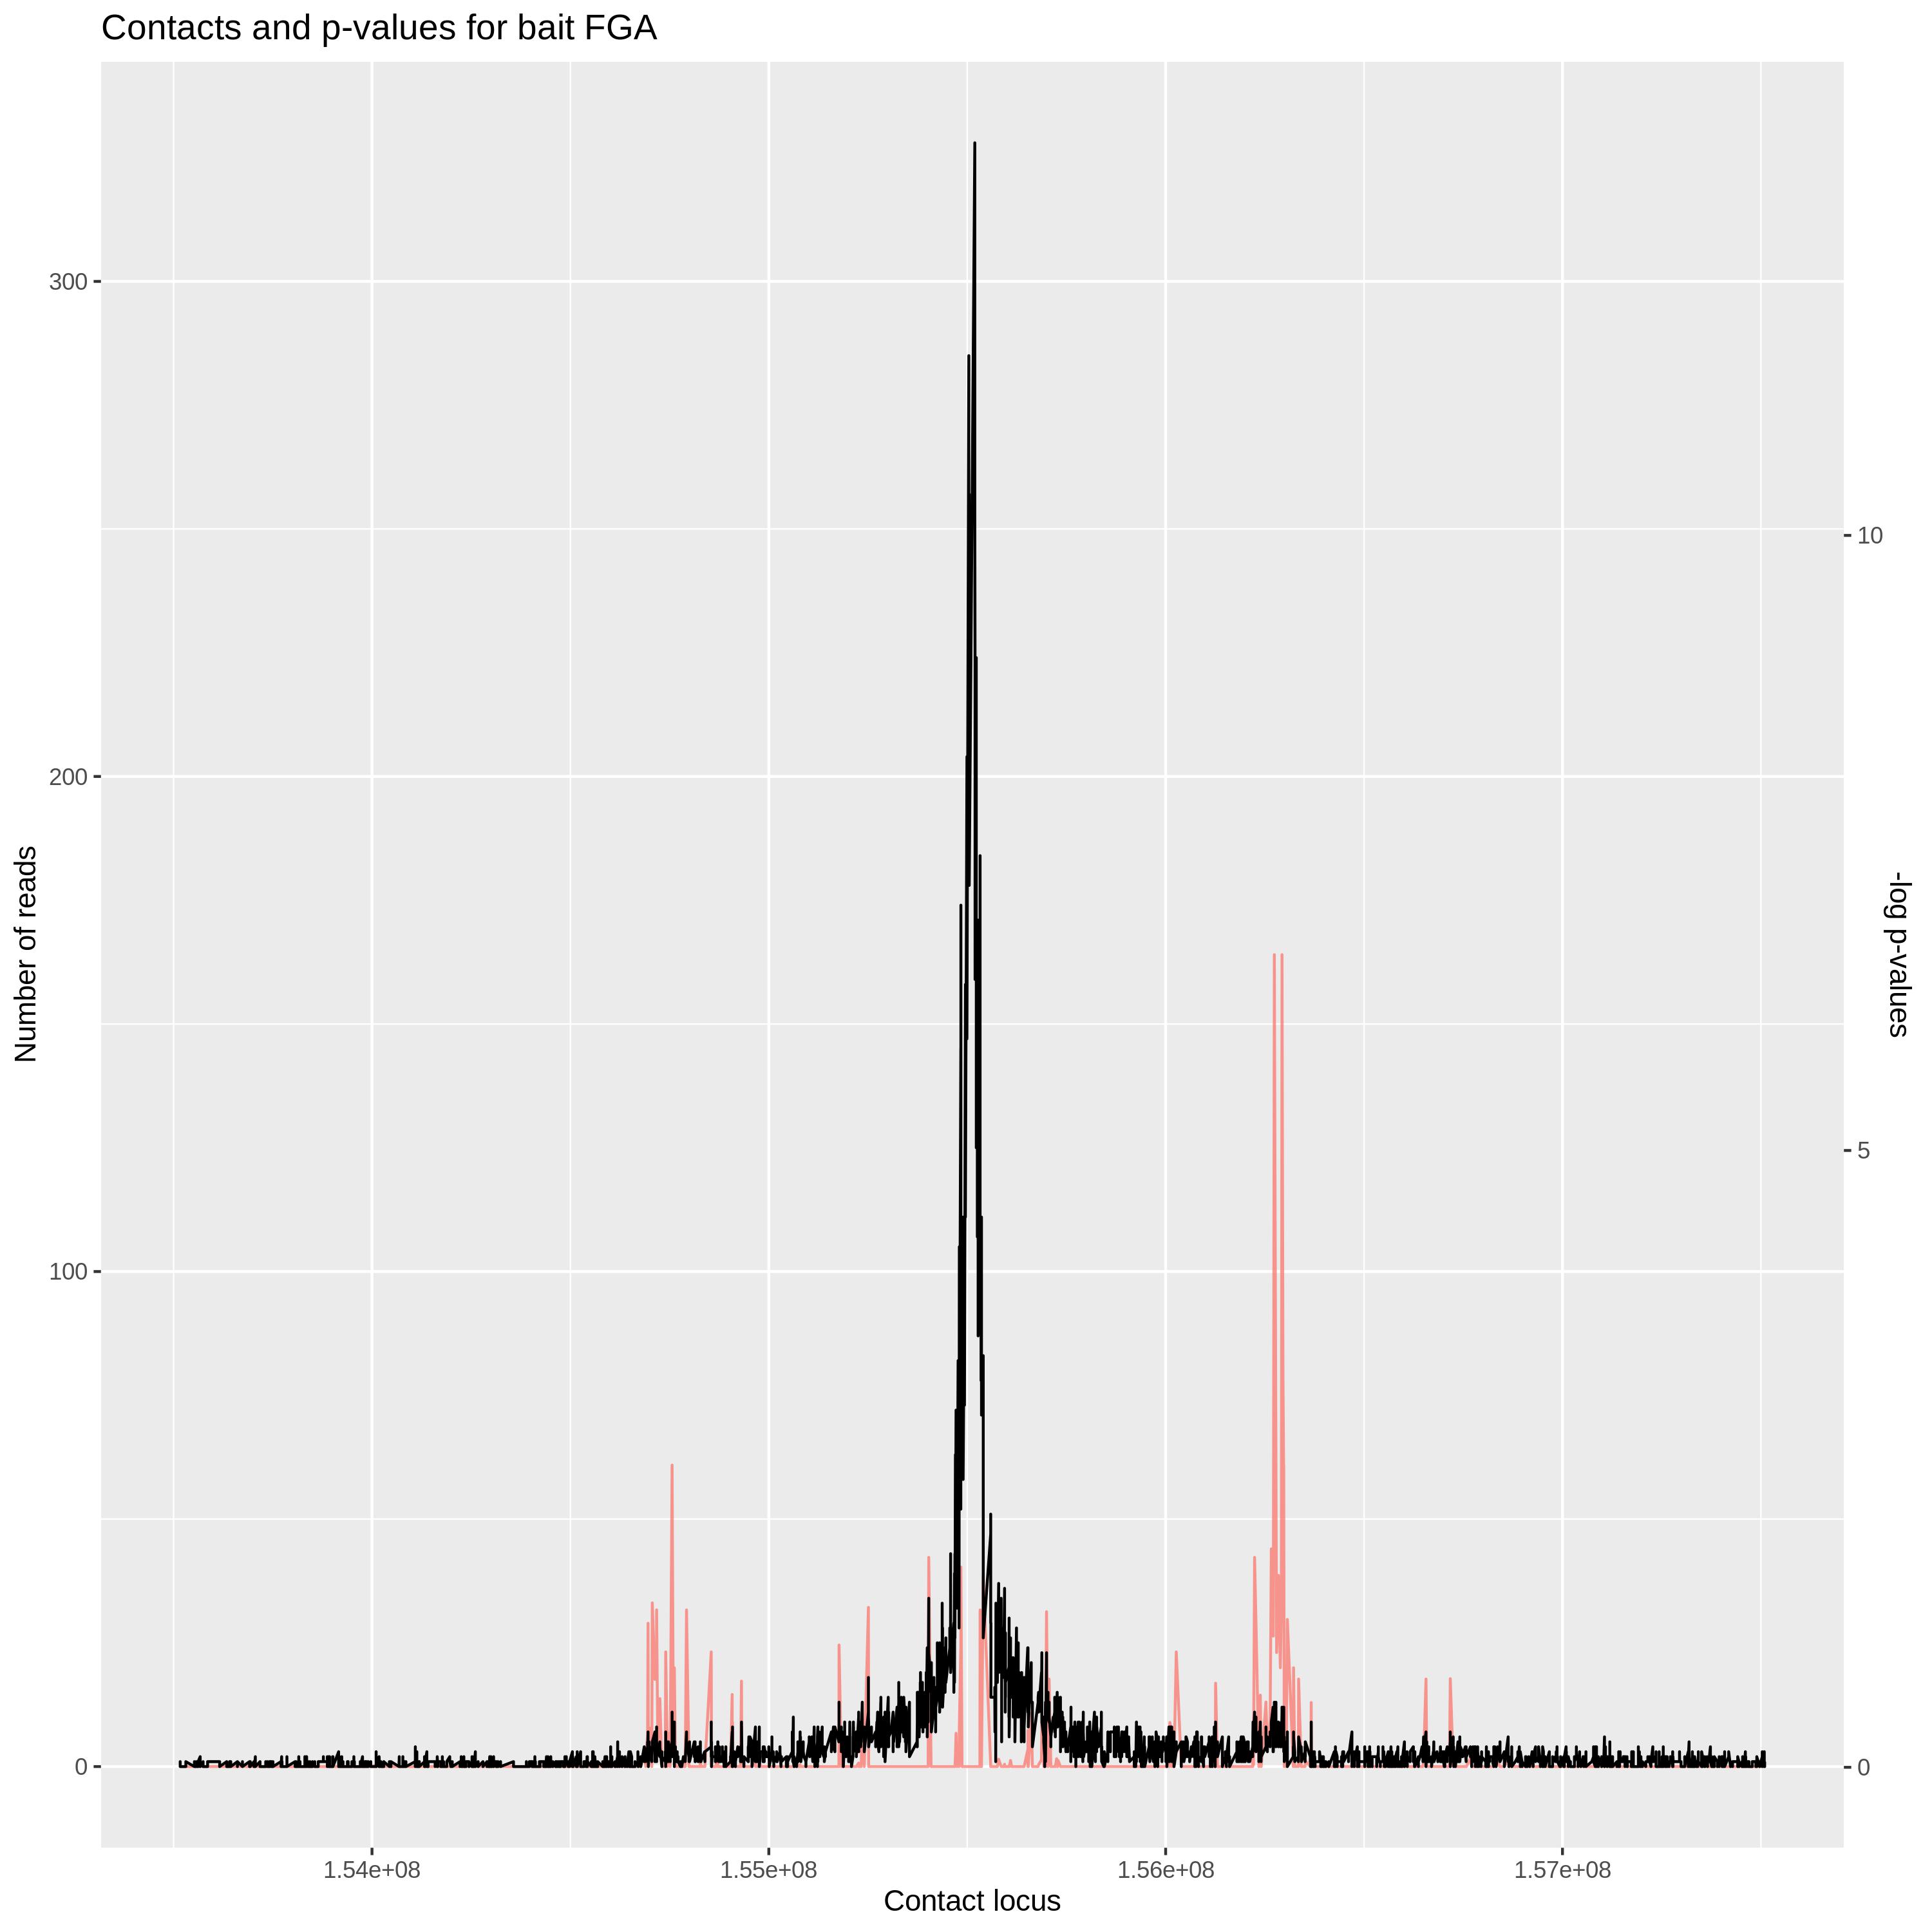 Contacts and p-values for bait FGA
300
200
100
0
Number of reads
10
5
0
-log p-values
1.54e+08
1.55e+08
1.56e+08
1.57e+08
Contact locus